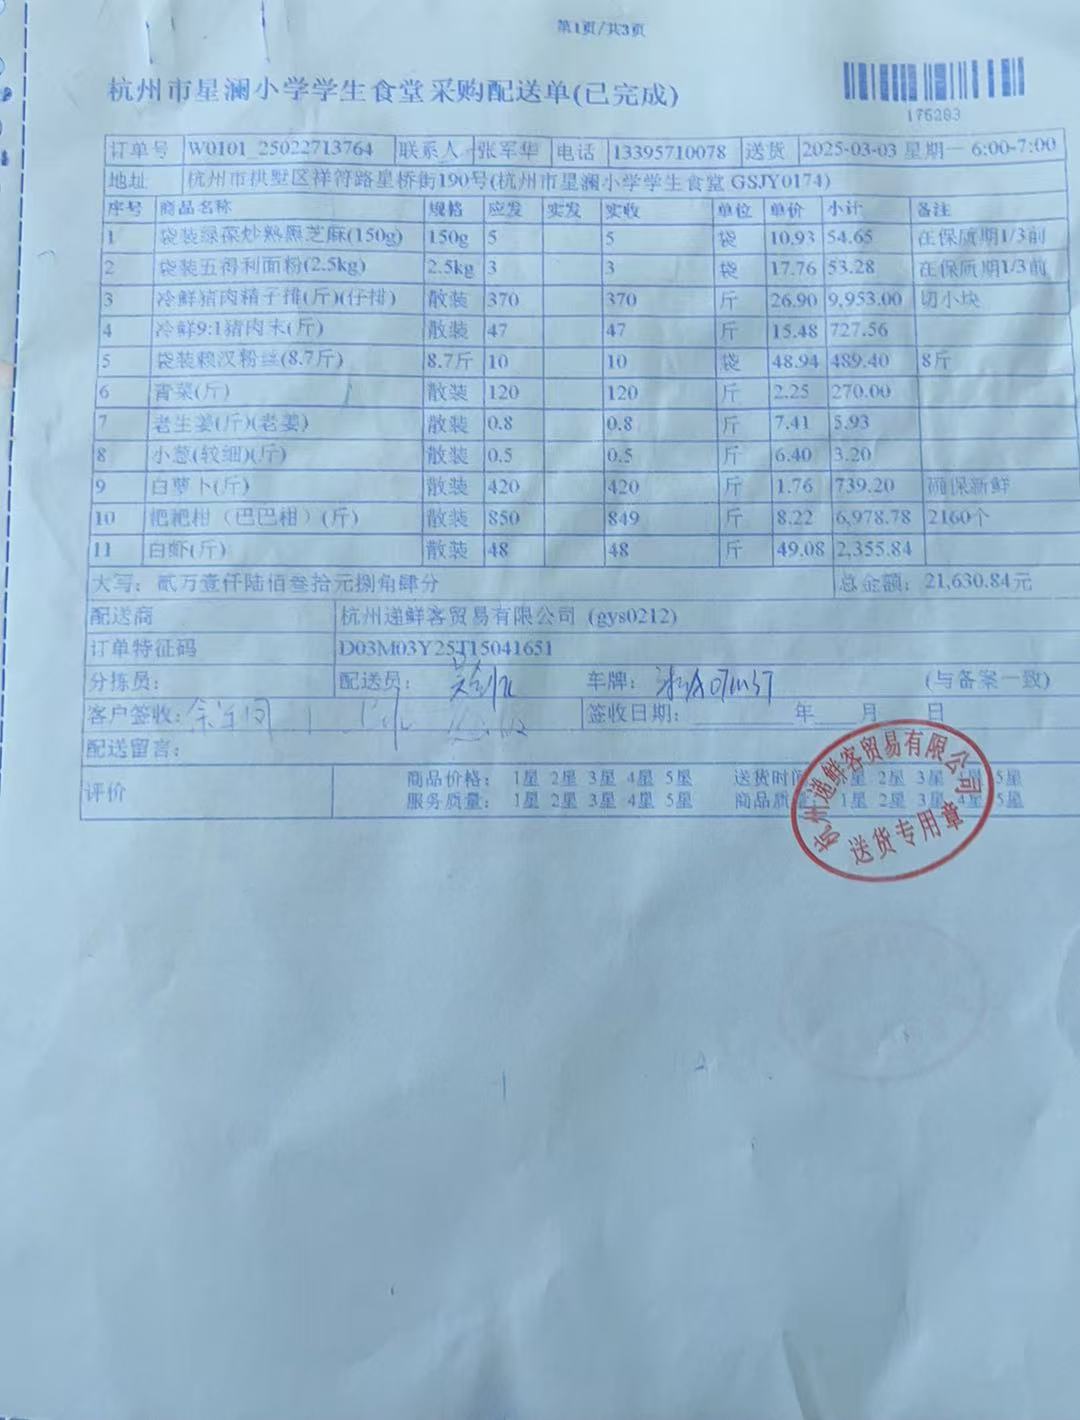 第1页/共3页
杭州市星澜小学学生食堂采购配送单(已完成)
176283
订单号 W0101_25022713764 联系人 张军华 电话 13395710078 送货 2025-03-03 星期一 6:00-7:00
地址 杭州市拱墅区祥符路星桥街190号(杭州市星澜小学学生食堂 GSJY0174)
序号 商品名称 规格 应发 实发 实收 单位 单价 小计 备注
1 袋装绿葆炒熟黑芝麻(150g) 150g 5 5 袋 10.93 54.65 在保质期1/3前
2 袋装五得利面粉(2.5kg) 2.5kg 3 3 袋 17.76 53.28 在保质期1/3前
3 冷鲜猪肉精子排(斤)(仔排) 散装 370 370 斤 26.90 9,953.00 切小块
4 冷鲜9:1猪肉末(斤) 散装 47 47 斤 15.48 727.56
5 袋装赖汉粉丝(8.7斤) 8.7斤 10 10 袋 48.94 489.40 8斤
6 青菜(斤) 散装 120 120 斤 2.25 270.00
7 老生姜(斤)(老姜) 散装 0.8 0.8 斤 7.41 5.93
8 小葱(较细)(斤) 散装 0.5 0.5 斤 6.40 3.20
9 白萝卜(斤) 散装 420 420 斤 1.76 739.20 确保新鲜
10 粑粑柑（巴巴柑）(斤) 散装 850 849 斤 8.22 6,978.78 2160个
11 白虾(斤) 散装 48 48 斤 49.08 2,355.84
大写：贰万壹仟陆佰叁拾元捌角肆分 总金额：21,630.84元
配送商 杭州递鲜客贸易有限公司 (gys0212)
订单特征码 D03M03Y25T15041651
分拣员： 配送员： 车牌： (与备案一致)
客户签收： 签收日期： 年 月 日
配送留言：
评价 商品价格： 1星 2星 3星 4星 5星 送货时间 星 2星 3星 星 5星
服务质量： 1星 2星 3星 4星 5星 商品质量： 1星 2星 3星 4星 5星
杭州递鲜客贸易有限公司
送货专用章